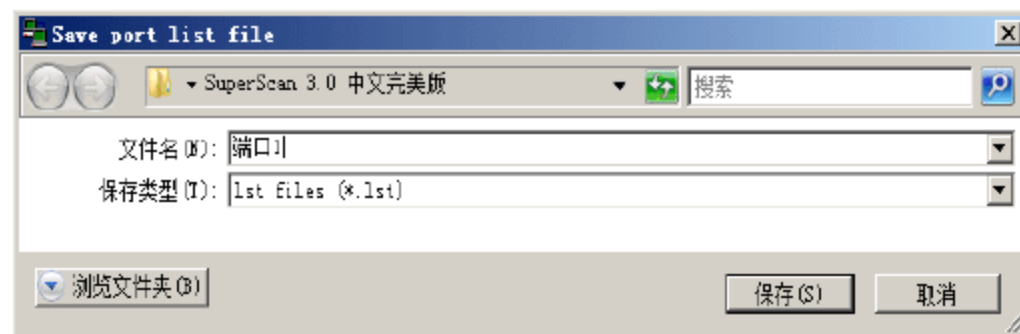 Save port list file
SuperScan 3.0 中文完美版
搜索
文件名(N): 端口1
保存类型(T): lst files (*.lst)
浏览文件夹(B)
保存(S)
取消